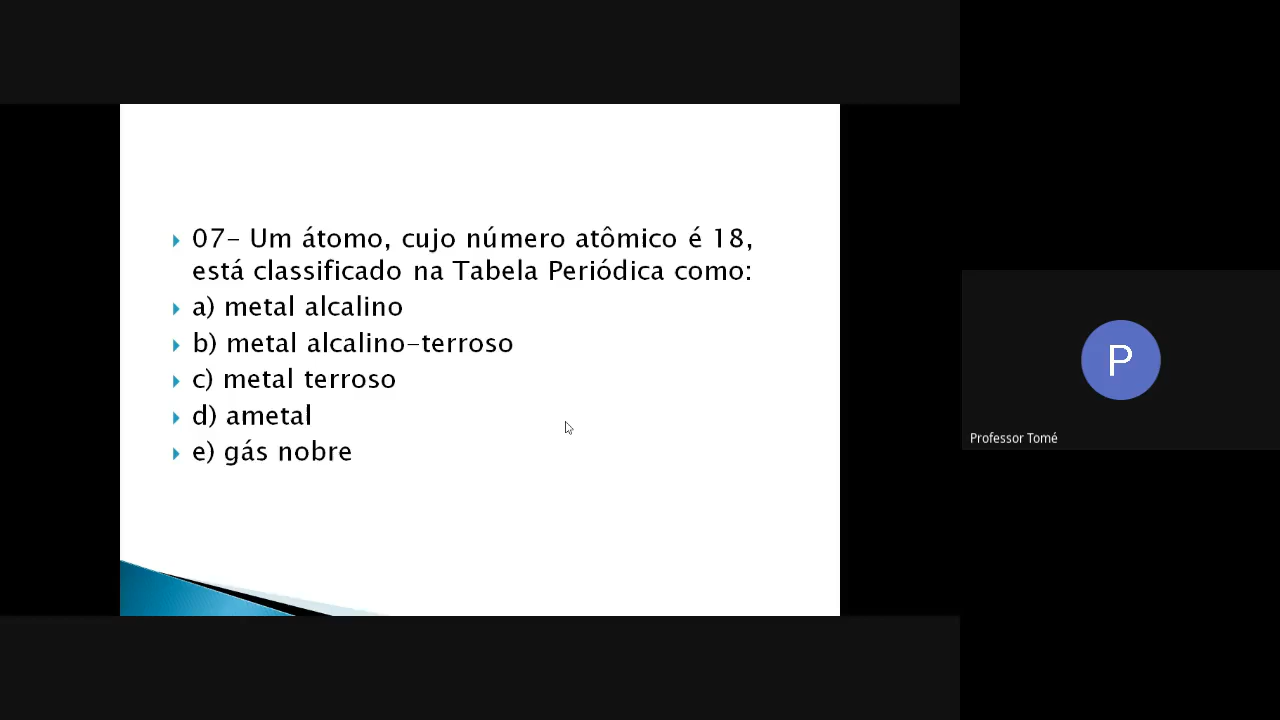 07- Um átomo, cujo número atômico é 18,
está classificado na Tabela Periódica como:
a) metal alcalino
b) metal alcalino-terroso
c) metal terroso
d) ametal
e) gás nobre
P
Professor Tomé